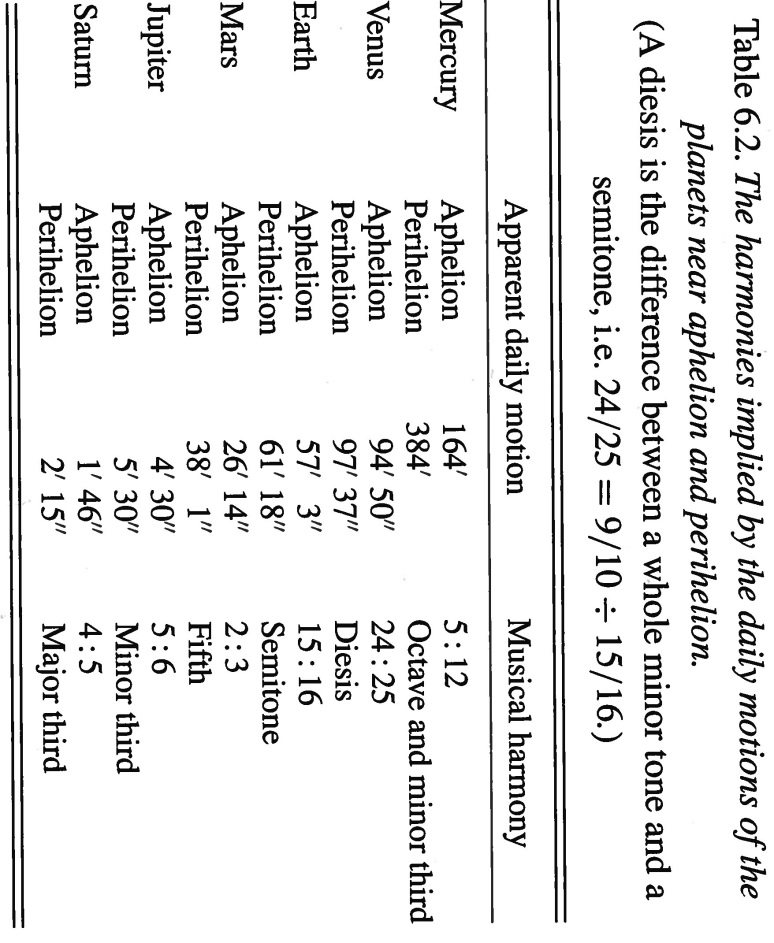 Table 6.2. The harmonies implied by the daily motions of the
planets near aphelion and perihelion.
(A diesis is the difference between a whole minor tone and a
semitone, i.e. 24/25 = 9/10 ÷ 15/16.)
Apparent daily motion Musical harmony
Mercury Aphelion 164′ 5 : 12
Perihelion 384′ Octave and minor third
Venus Aphelion 94′ 50″ 24 : 25
Perihelion 97′ 37″ Diesis
Earth Aphelion 57′ 3″ 15 : 16
Perihelion 61′ 18″ Semitone
Mars Aphelion 26′ 14″ 2 : 3
Perihelion 38′ 1″ Fifth
Jupiter Aphelion 4′ 30″ 5 : 6
Perihelion 5′ 30″ Minor third
Saturn Aphelion 1′ 46″ 4 : 5
Perihelion 2′ 15″ Major third